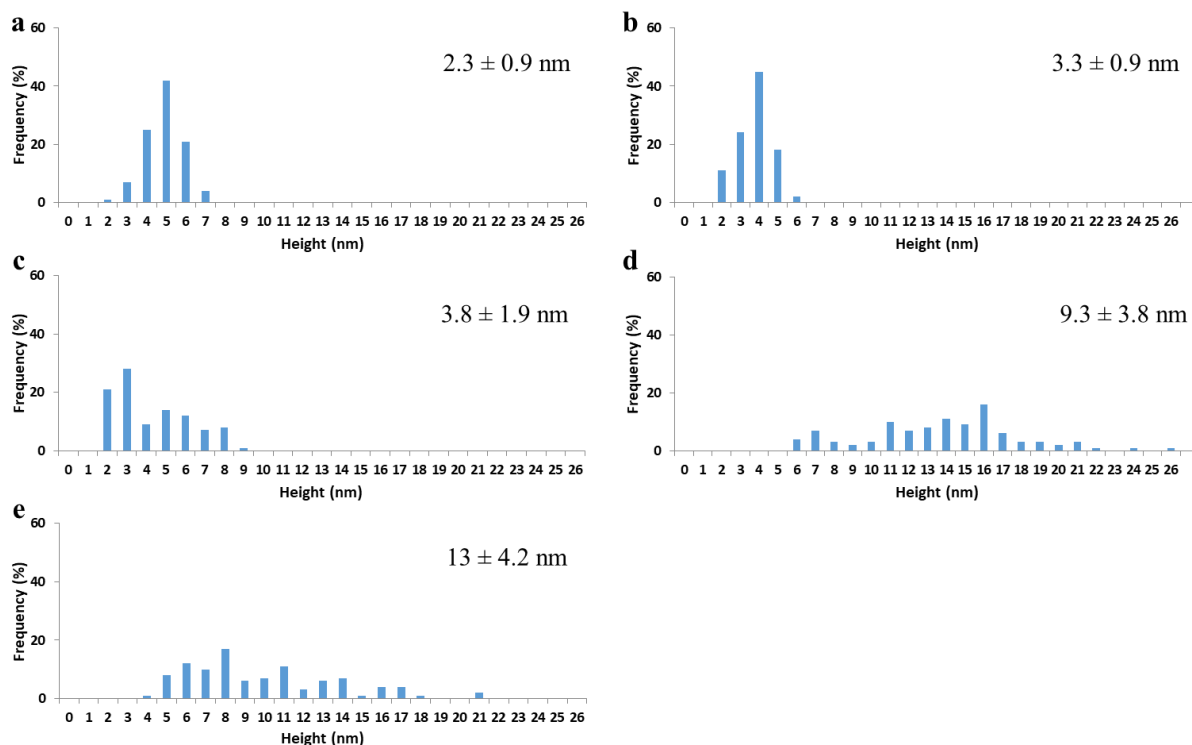 a
60
40
20
0
Frequency (%)
2.3 ± 0.9 nm
0 1 2 3 4 5 6 7 8 9 10 11 12 13 14 15 16 17 18 19 20 21 22 23 24 25 26
Height (nm)
b
60
40
20
0
Frequency (%)
3.3 ± 0.9 nm
0 1 2 3 4 5 6 7 8 9 10 11 12 13 14 15 16 17 18 19 20 21 22 23 24 25 26
Height (nm)
c
60
40
20
0
Frequency (%)
3.8 ± 1.9 nm
0 1 2 3 4 5 6 7 8 9 10 11 12 13 14 15 16 17 18 19 20 21 22 23 24 25 26
Height (nm)
d
60
40
20
0
Frequency (%)
9.3 ± 3.8 nm
0 1 2 3 4 5 6 7 8 9 10 11 12 13 14 15 16 17 18 19 20 21 22 23 24 25 26
Height (nm)
e
60
40
20
0
Frequency (%)
13 ± 4.2 nm
0 1 2 3 4 5 6 7 8 9 10 11 12 13 14 15 16 17 18 19 20 21 22 23 24 25 26
Height (nm)